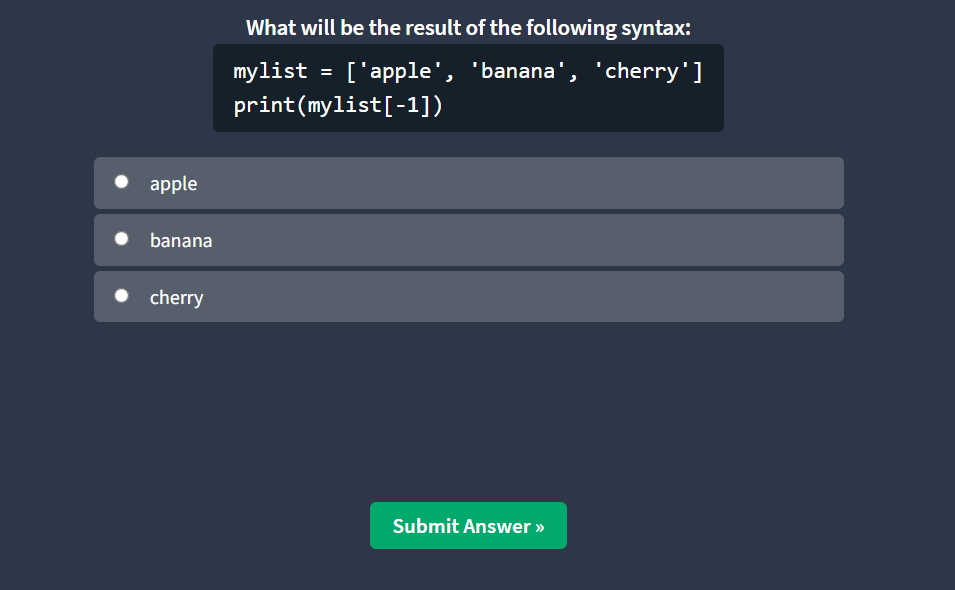 What will be the result of the following syntax:
mylist = ['apple', 'banana', 'cherry']
print(mylist[-1])
apple
banana
cherry
Submit Answer »